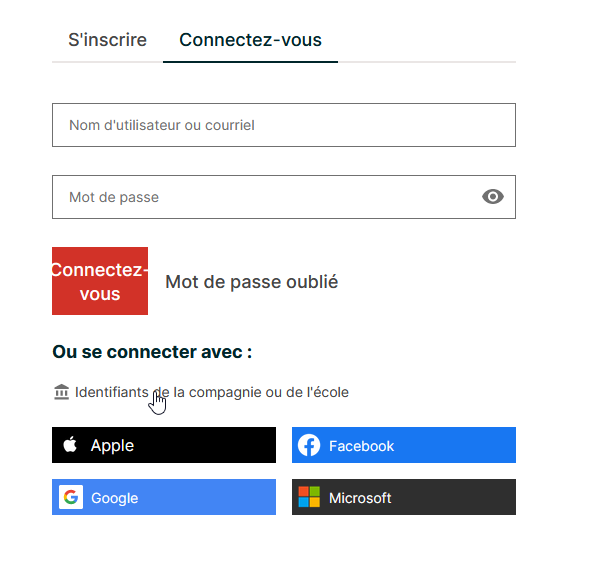 S'inscrire
Connectez-vous
Nom d'utilisateur ou courriel
Mot de passe
Connectez-
vous
Mot de passe oublié
Ou se connecter avec :
Identifiants de la compagnie ou de l'école
Apple
Facebook
Google
Microsoft